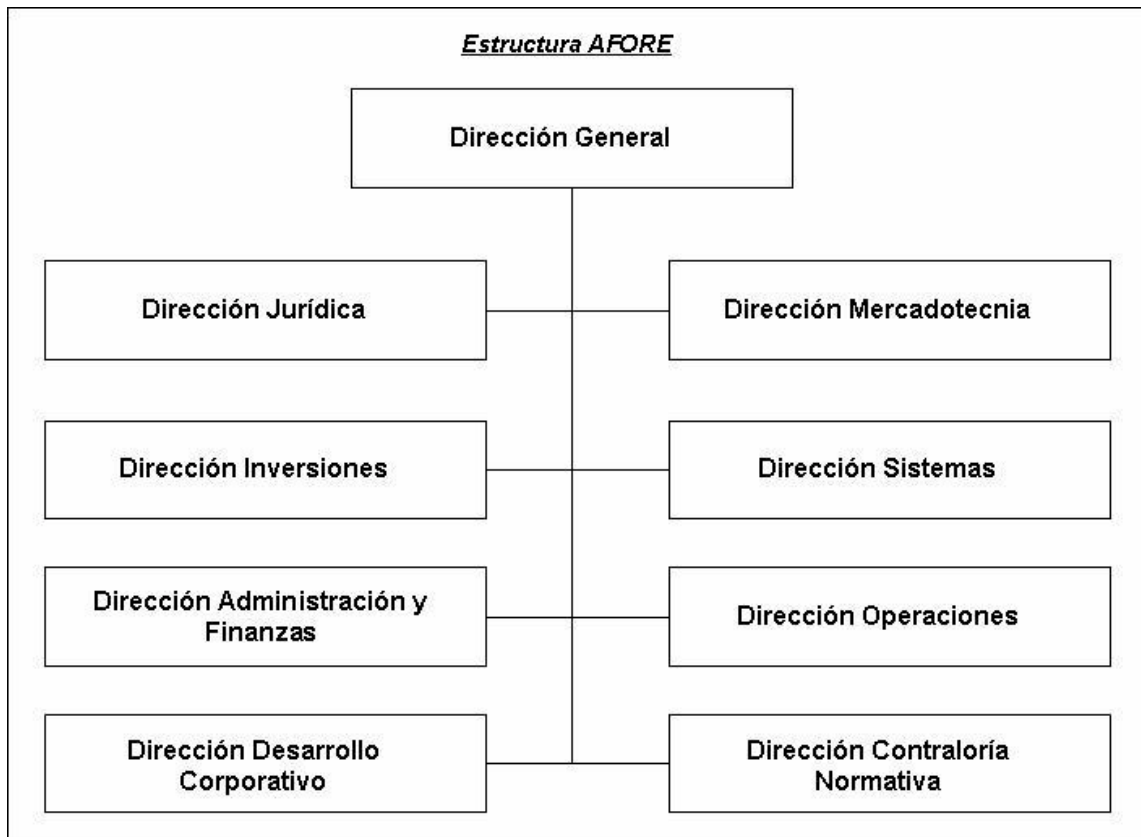 Estructura AFORE
Dirección General
Dirección Jurídica
Dirección Mercadotecnia
Dirección Inversiones
Dirección Sistemas
Dirección Administración y
Finanzas
Dirección Operaciones
Dirección Desarrollo
Corporativo
Dirección Contraloría
Normativa